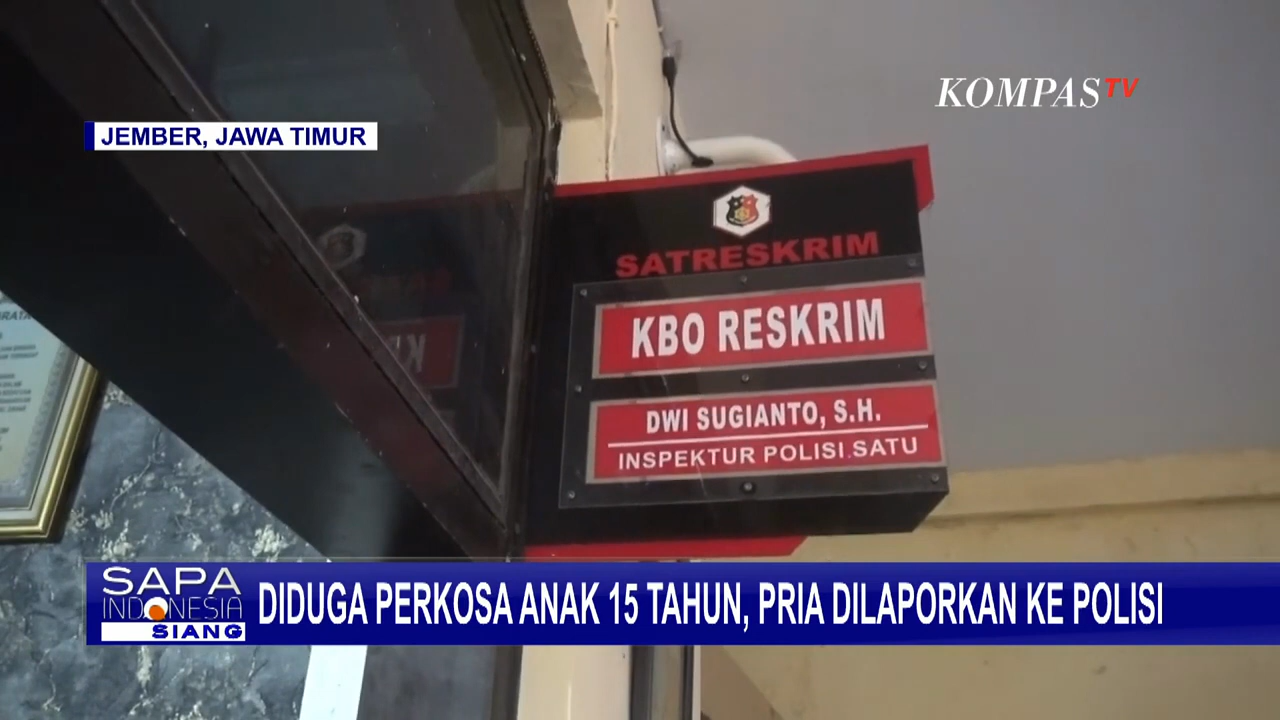 KOMPASTV
JEMBER, JAWA TIMUR
SATRESKRIM
KBO RESKRIM
DWI SUGIANTO, S.H.
INSPEKTUR POLISI SATU
SAPA
INDONESIA
SIANG
DIDUGA PERKOSA ANAK 15 TAHUN, PRIA DILAPORKAN KE POLISI